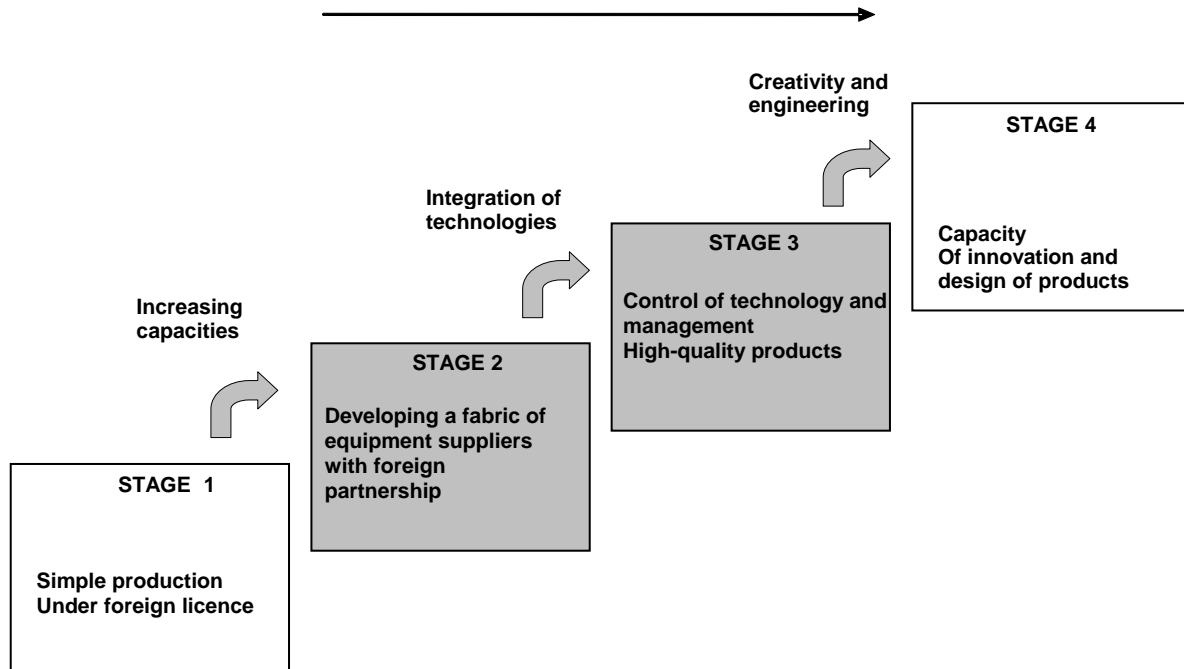 STAGE 1
Simple production
Under foreign licence
Increasing
capacities
STAGE 2
Developing a fabric of
equipment suppliers
with foreign
partnership
Integration of
technologies
STAGE 3
Control of technology and
management
High-quality products
Creativity and
engineering
STAGE 4
Capacity
Of innovation and
design of products